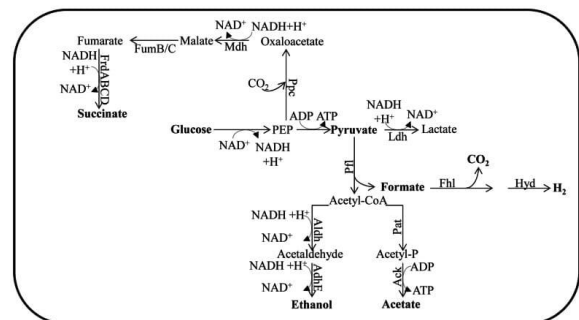 Fumarate FumB/C Malate Mdh NAD⁺ NADH+H⁺ Oxaloacetate
NADH
+H⁺
NAD⁺
FrdABCD
Succinate
CO₂ Ppc
Glucose NAD⁺ NADH
+H⁺
PEP ADP ATP Pyruvate NADH
+H⁺
NAD⁺ Ldh Lactate
Pfl
Formate Fhl CO₂ Hyd H₂
Acetyl-CoA
NADH +H⁺ Aldh
NAD⁺
Pat
Acetaldehyde Acetyl-P
NADH +H⁺ AdhE
NAD⁺
Ack ADP
ATP
Ethanol Acetate